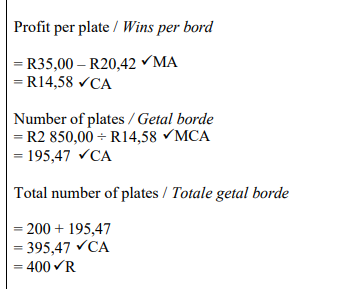 Profit per plate / Wins per bord
= R35,00 – R20,42 ✓MA
= R14,58 ✓CA
Number of plates / Getal borde
= R2 850,00 ÷ R14,58 ✓MCA
= 195,47 ✓CA
Total number of plates / Totale getal borde
= 200 + 195,47
= 395,47 ✓CA
= 400 ✓R